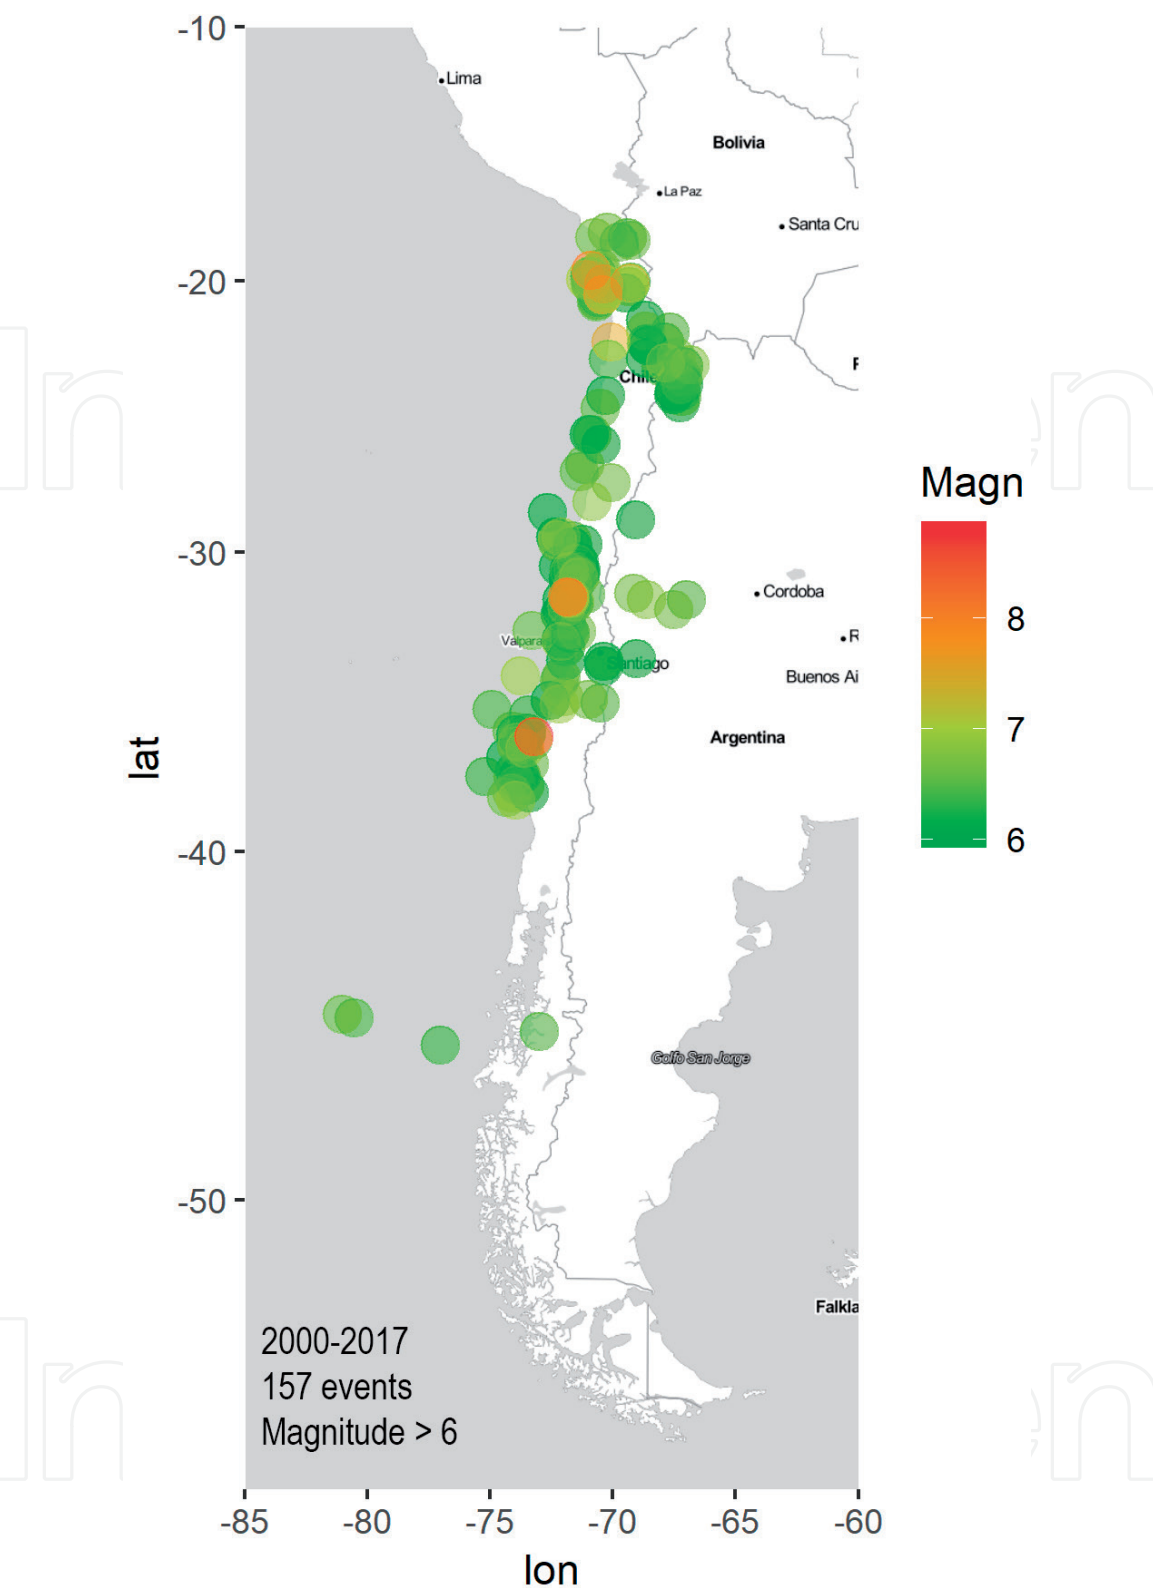 -10
Lima
Bolivia
La Paz
Santa Cru
-20
Chile
Magn
-30
Cordoba
8
R
Valpara
Santiago
Buenos Ai
7
Argentina
lat
6
-40
Golfo San Jorge
-50
Falkla
2000-2017
157 events
Magnitude > 6
-85 -80 -75 -70 -65 -60
lon